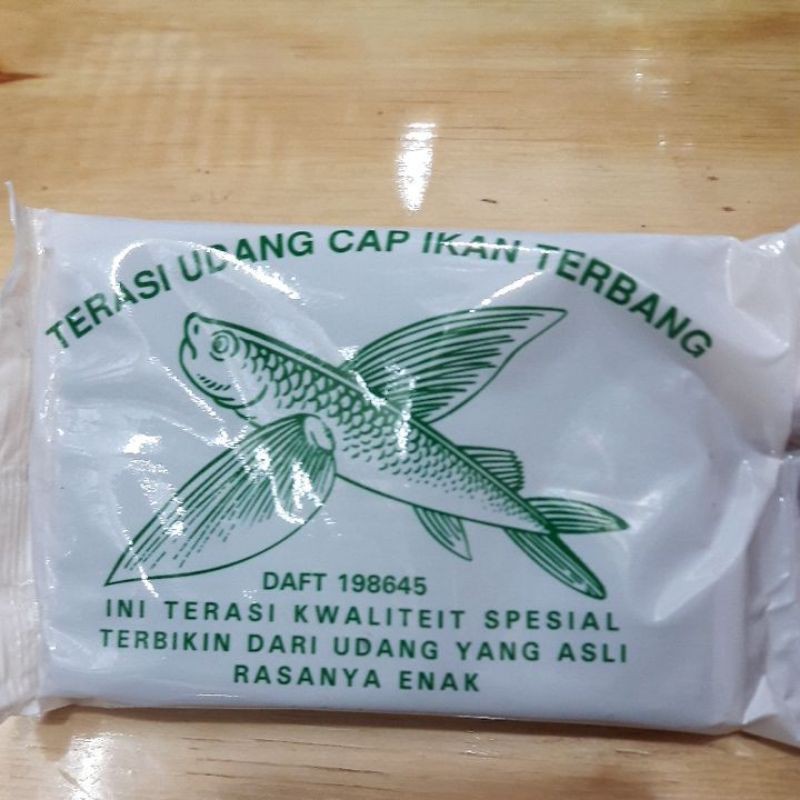 TERASI UDANG CAP IKAN TERBANG
DAFT 198645
INI TERASI KWALITEIT SPESIAL
TERBIKIN DARI UDANG YANG ASLI
RASANYA ENAK